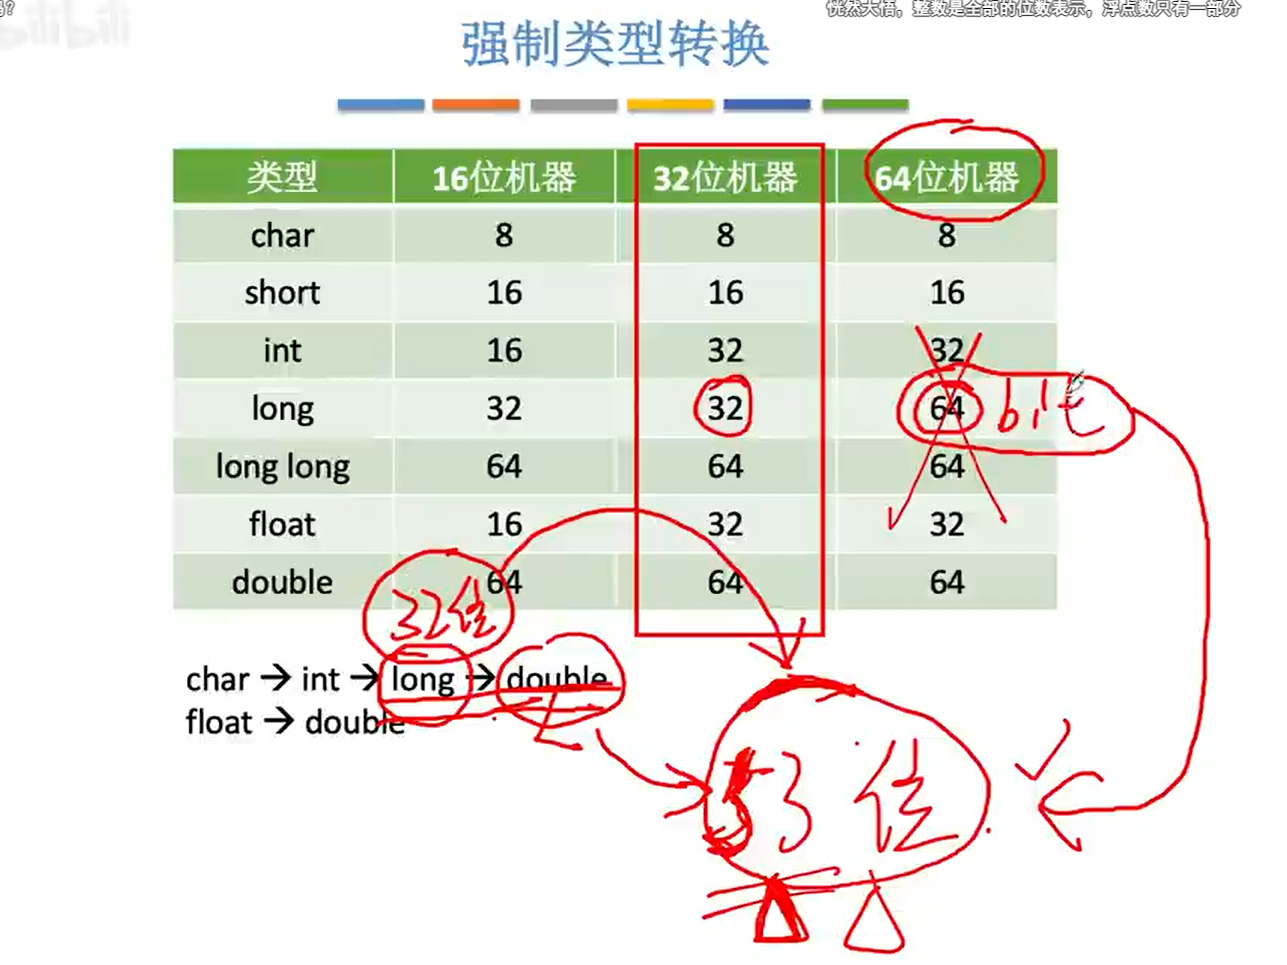 恍然大悟，整数是全部的位数表示，浮点数只有一部分
bilibili
强制类型转换
类型 16位机器 32位机器 64位机器
char 8 8 8
short 16 16 16
int 16 32 32
long 32 32 64 bit
long long 64 64 64
float 16 32 32
double 64 64 64
32位
char → int → long → double
float → double
53位